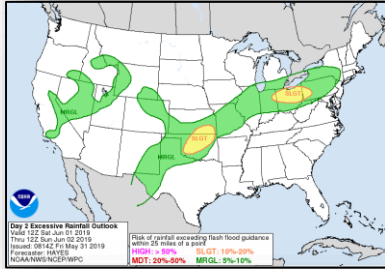 MRGL
SLGT
MRGL
SLGT
NOAA
Day 2 Excessive Rainfall Outlook
Valid 12Z Sat Jun 01 2019
Thru 12Z Sun Jun 02 2019
Issued: 0814Z Fri May 31 2019
Forecaster: HAYES
NOAA/NWS/NCEP/WPC
Risk of rainfall exceeding flash flood guidance
within 25 miles of a point
HIGH: > 50% SLGT: 10%-20%
MDT: 20%-50% MRGL: 5%-10%